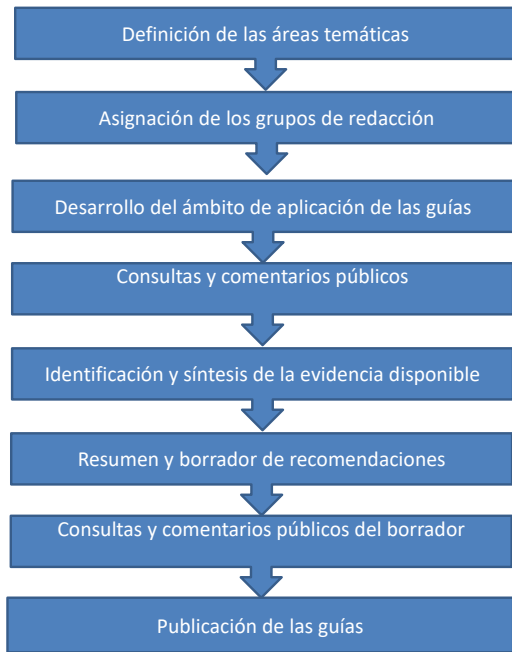 Definición de las áreas temáticas
Asignación de los grupos de redacción
Desarrollo del ámbito de aplicación de las guías
Consultas y comentarios públicos
Identificación y síntesis de la evidencia disponible
Resumen y borrador de recomendaciones
Consultas y comentarios públicos del borrador
Publicación de las guías